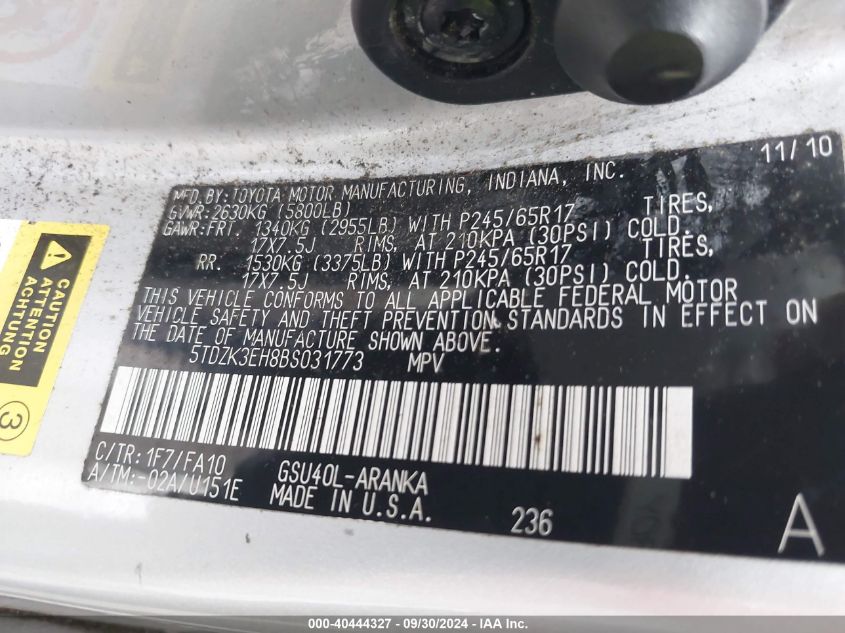 11/10
MFD.BY:TOYOTA MOTOR MANUFACTURING, INDIANA, INC.
GVWR:2630KG (5800LB)
GAWR:FRT. 1340KG (2955LB) WITH P245/65R17 TIRES,
17X7.5J RIMS, AT 210KPA (30PSI) COLD.
RR. 1530KG (3375LB) WITH P245/65R17 TIRES,
17X7.5J RIMS, AT 210KPA (30PSI) COLD.
THIS VEHICLE CONFORMS TO ALL APPLICABLE FEDERAL MOTOR
VEHICLE SAFETY AND THEFT PREVENTION STANDARDS IN EFFECT ON
THE DATE OF MANUFACTURE SHOWN ABOVE.
5TDZK3EH8BS031773 MPV
C/TR:1F7/FA10 GSU40L-ARANKA
A/TM:-02A/U151E MADE IN U.S.A. 236
A
CAUTION
ATTENTION
ACHTUNG
3
000-40444327 - 09/30/2024 - IAA Inc.